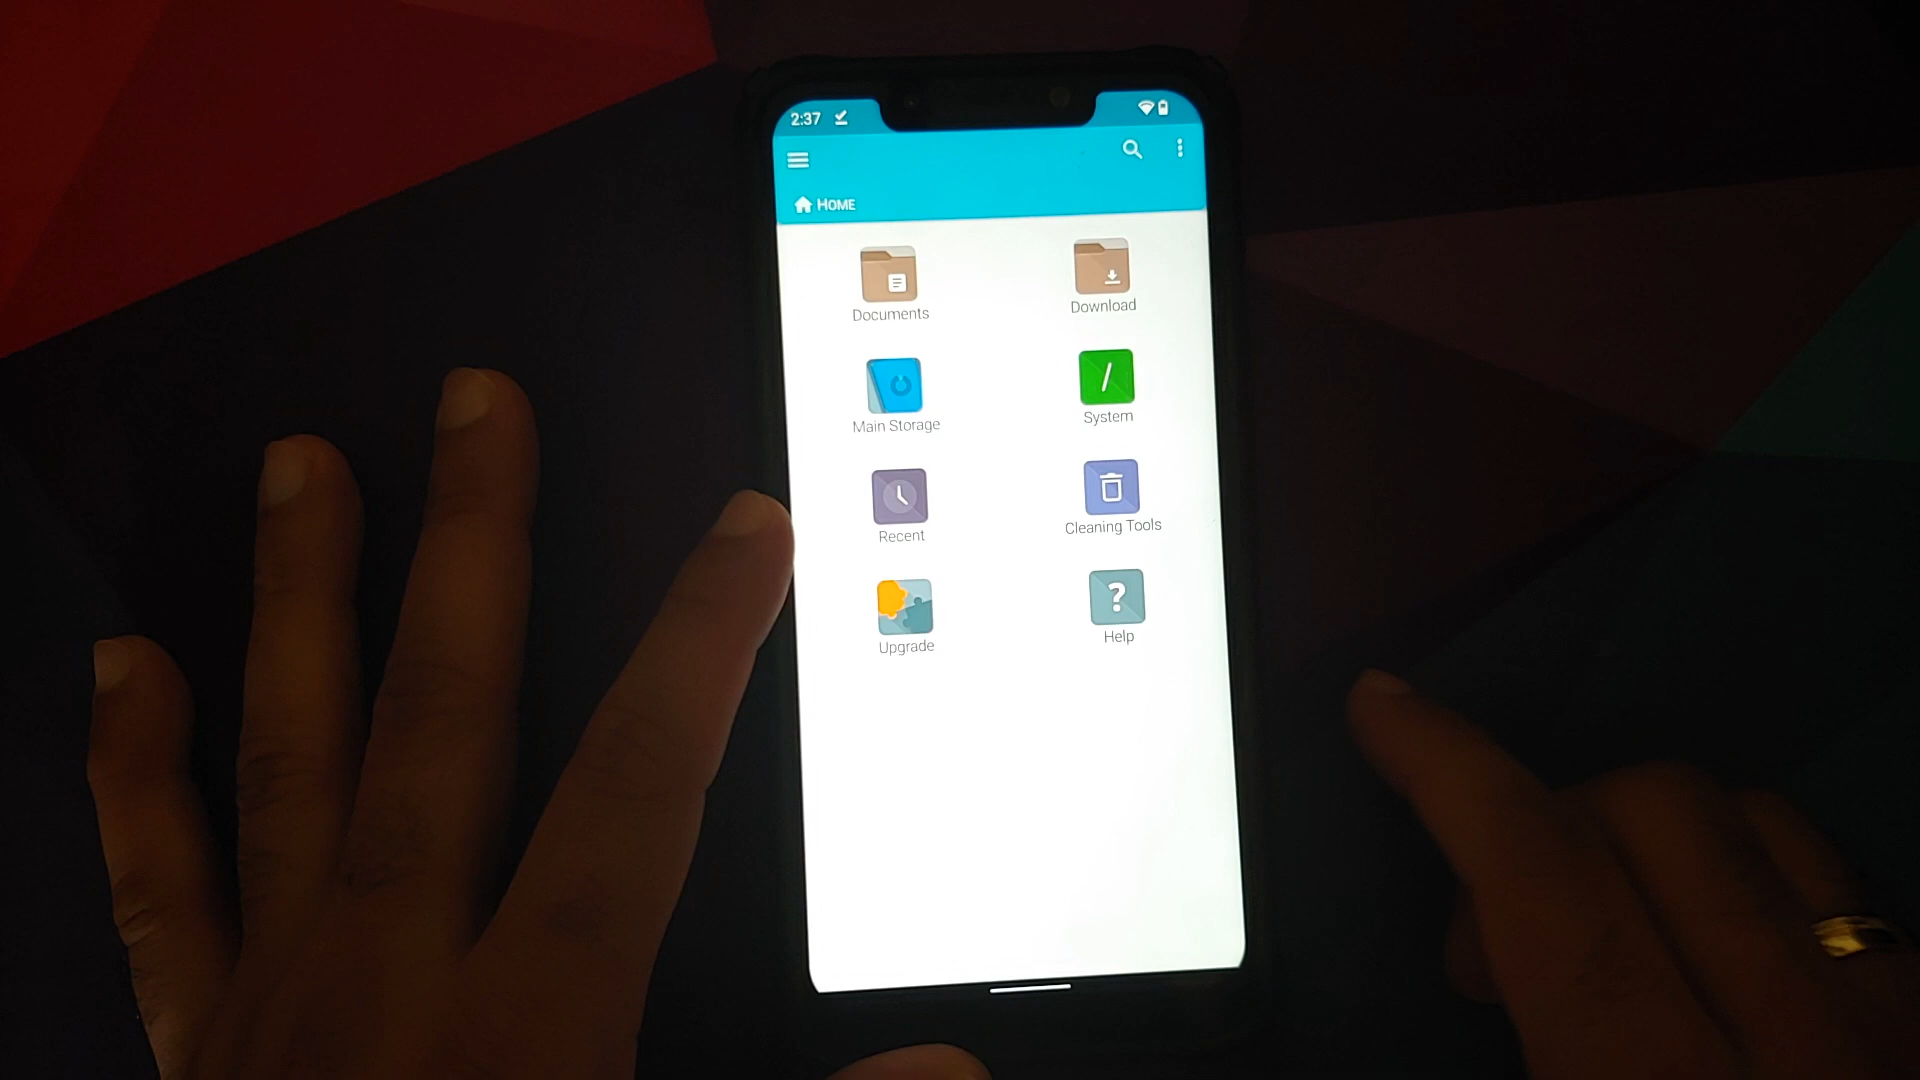 2:37
HOME
Documents
Download
Main Storage
System
/
Recent
Cleaning Tools
Upgrade
Help
?